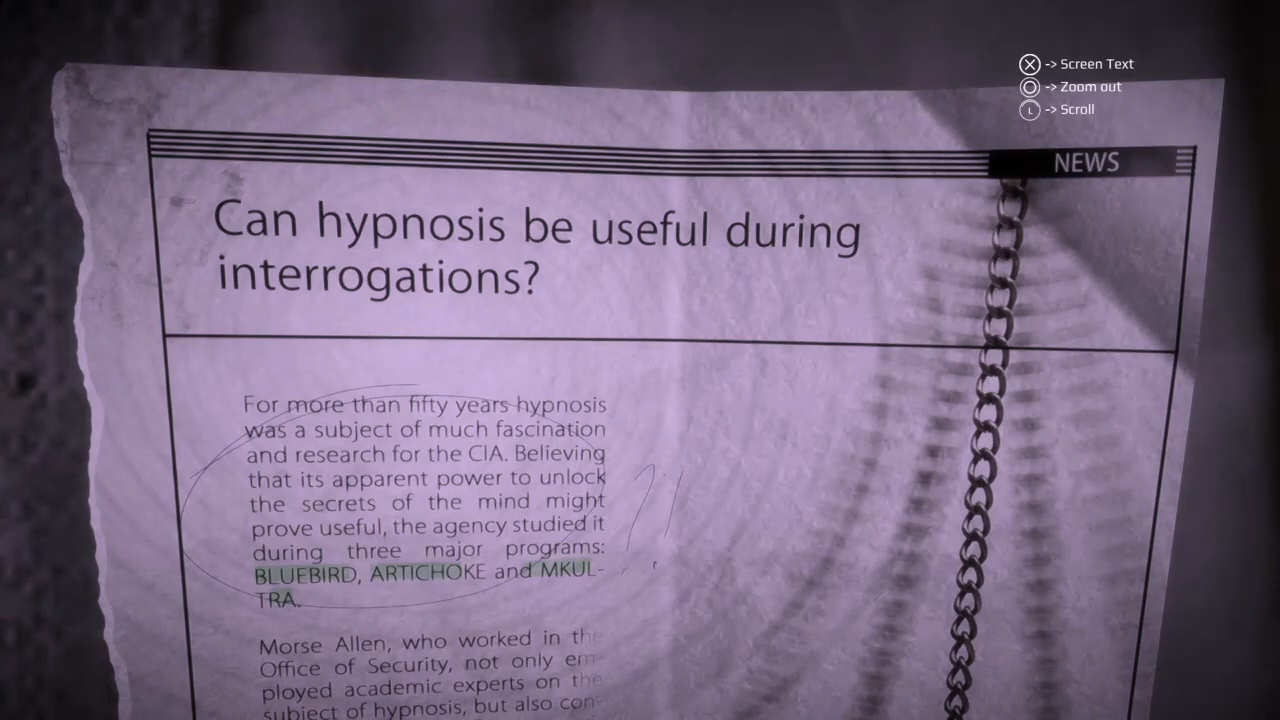 -> Screen Text
-> Zoom out
L -> Scroll
NEWS
Can hypnosis be useful during
interrogations?
For more than fifty years hypnosis
was a subject of much fascination
and research for the CIA. Believing
that its apparent power to unlock
the secrets of the mind might
prove useful, the agency studied it
during three major programs:
BLUEBIRD, ARTICHOKE and MKUL-
TRA.
?!
Morse Allen, who worked in the
Office of Security, not only em-
ployed academic experts on the
subject of hypnosis, but also con-